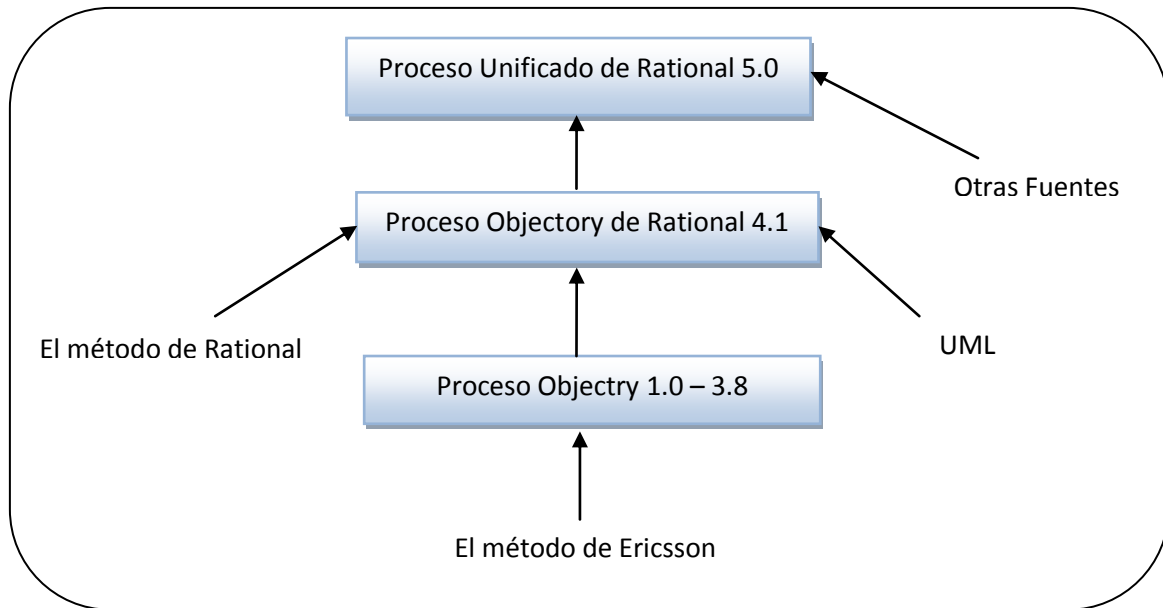 Proceso Unificado de Rational 5.0
Otras Fuentes
Proceso Objectory de Rational 4.1
El método de Rational
UML
Proceso Objectry 1.0 – 3.8
El método de Ericsson